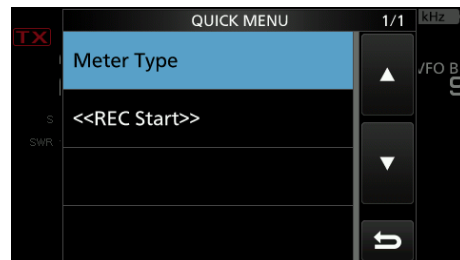 QUICK MENU 1/1 kHz
TX
Meter Type
VFO B
<<REC Start>>
S
SWR